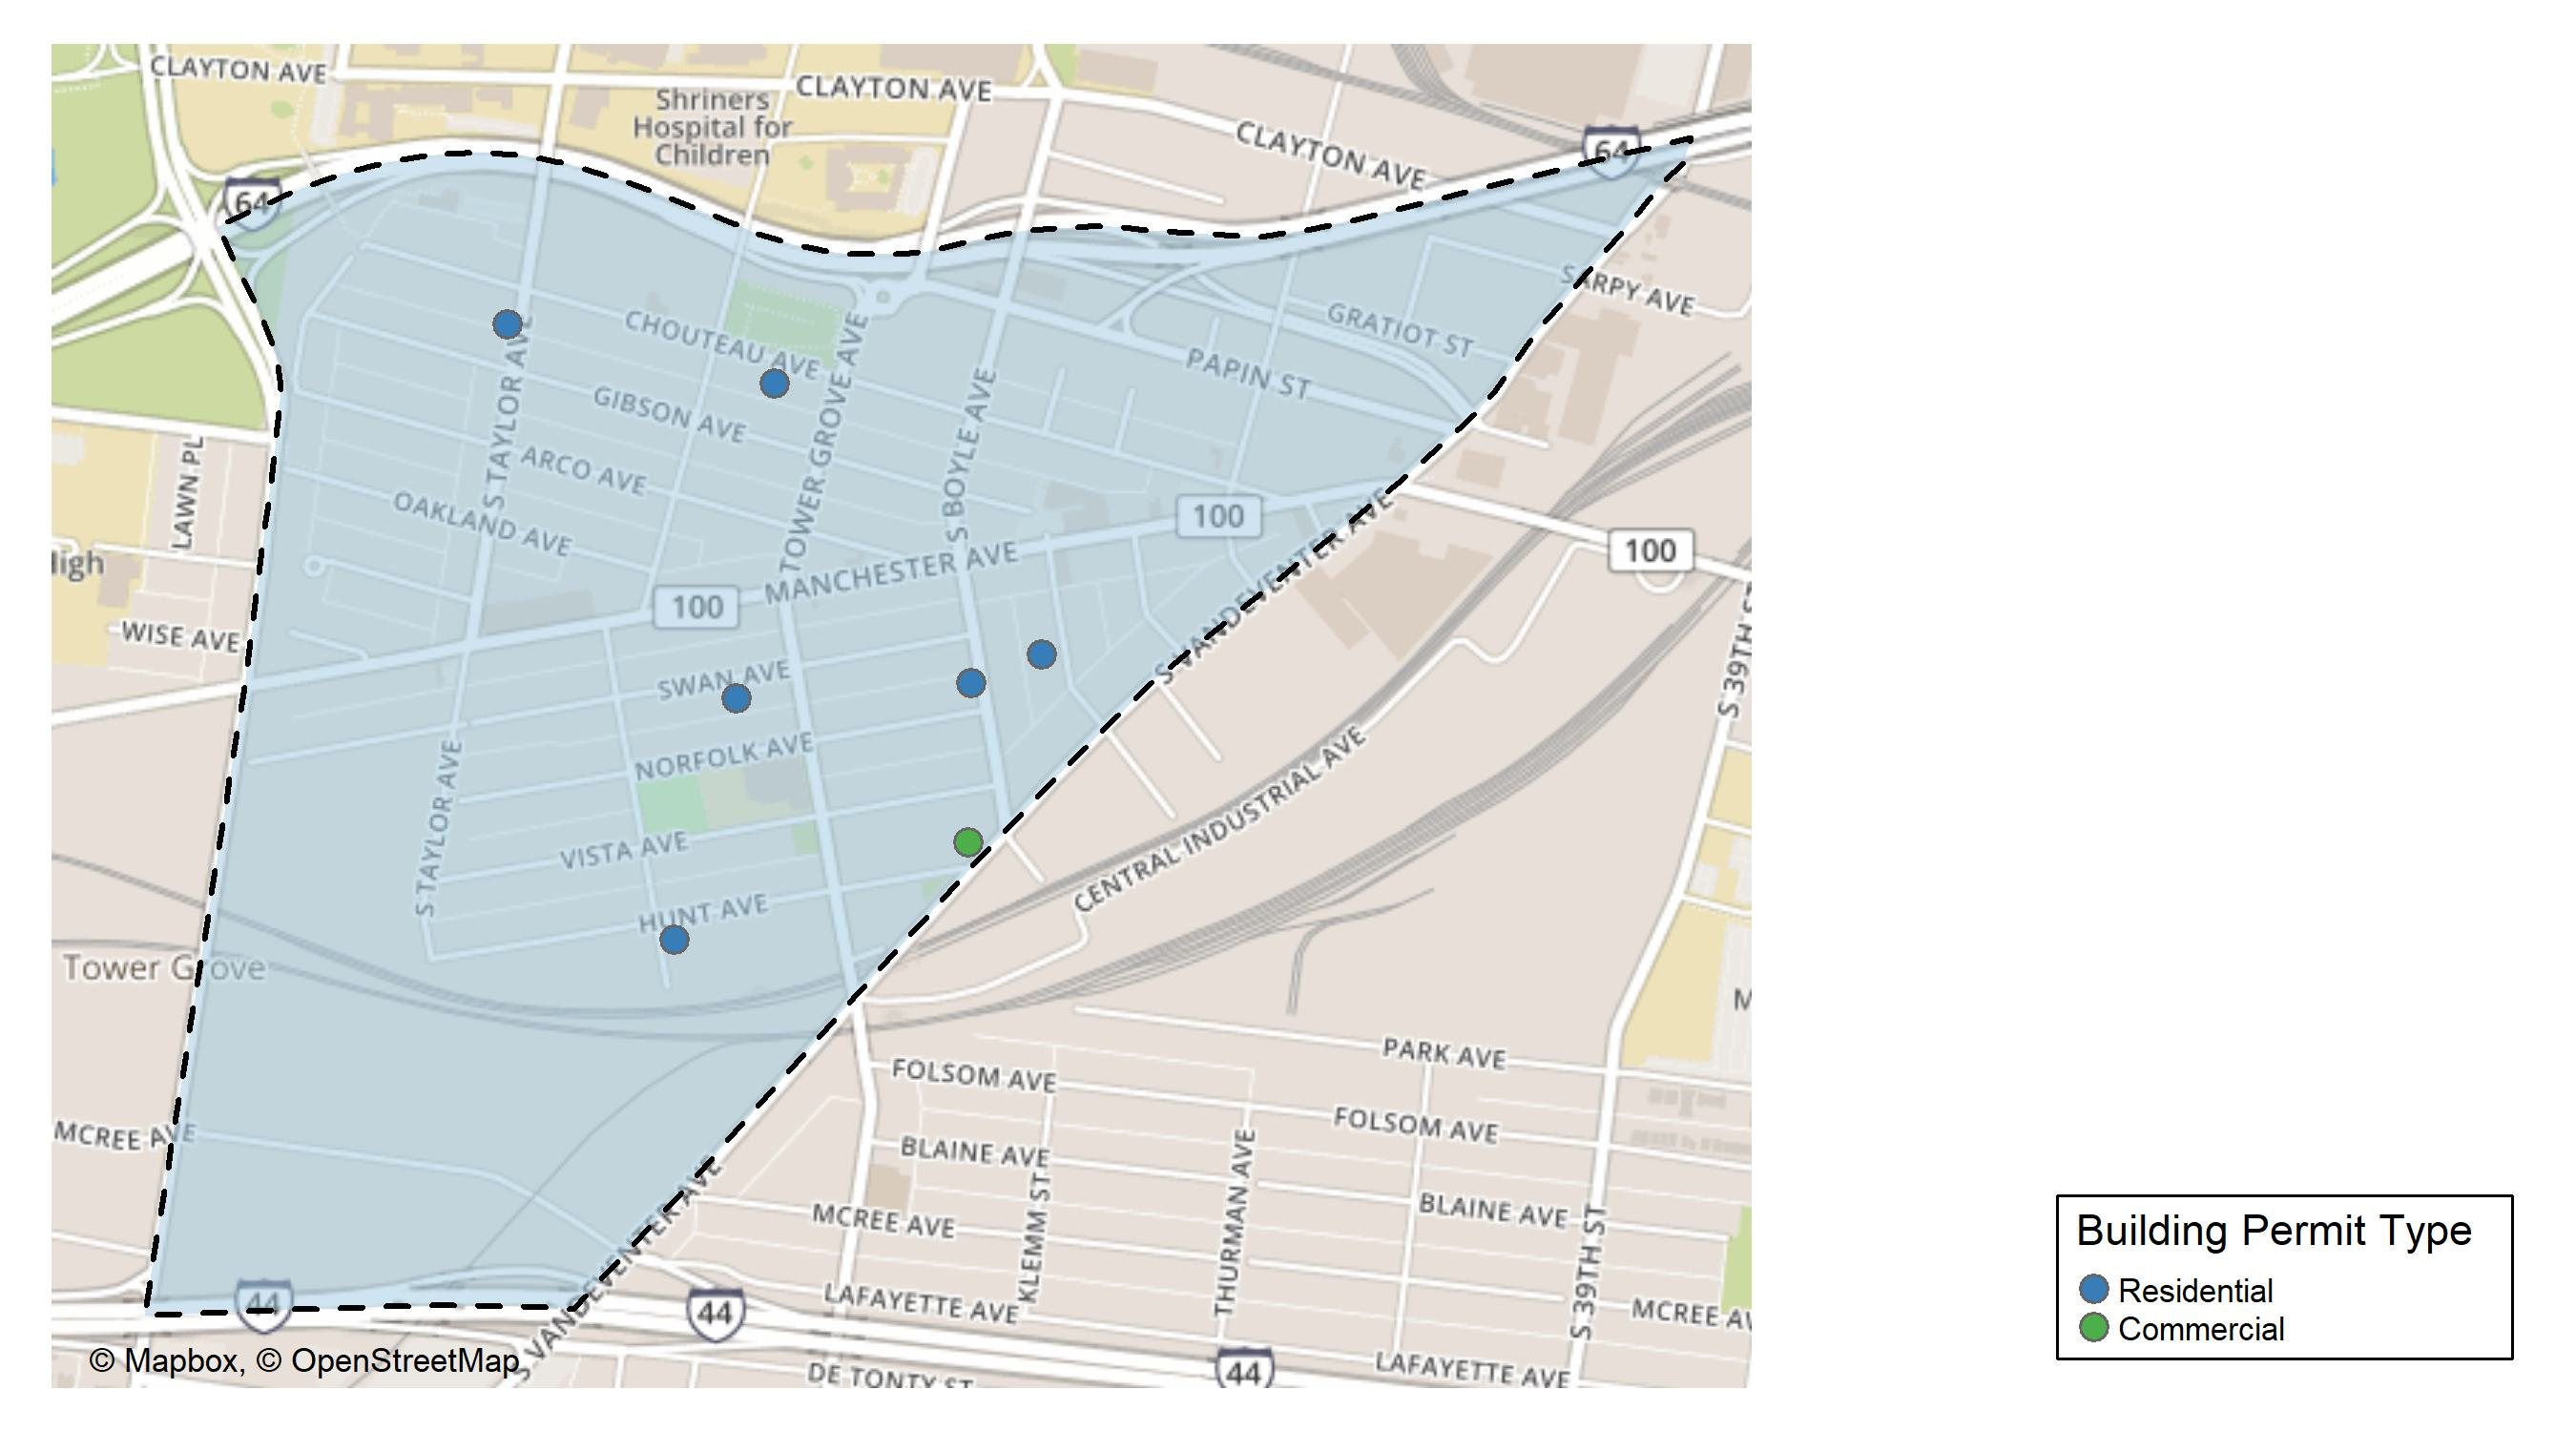 CLAYTON AVE
CLAYTON AVE
Shriners
Hospital for
Children
CLAYTON AVE
64
64
SARPY AVE
GRATIOT ST
CHOUTEAU AVE
PAPIN ST
GIBSON AVE
S TAYLOR AVE
TOWER GROVE AVE
S BOYLE AVE
LAWN PL
ARCO AVE
OAKLAND AVE
100
100
MANCHESTER AVE
100
S VANDEVENTER AVE
WISE AVE
SWAN AVE
S 39TH ST
NORFOLK AVE
S TAYLOR AVE
CENTRAL INDUSTRIAL AVE
VISTA AVE
HUNT AVE
Tower Grove
PARK AVE
FOLSOM AVE
FOLSOM AVE
MCREE AVE
BLAINE AVE
BLAINE AVE
S VANDEVENTER AVE
KLEMM ST
THURMAN AVE
MCREE AVE
S 39TH ST
44
44
LAFAYETTE AVE
MCREE AV
44
LAFAYETTE AVE
DE TONTY ST
© Mapbox, © OpenStreetMap
Building Permit Type
Residential
Commercial